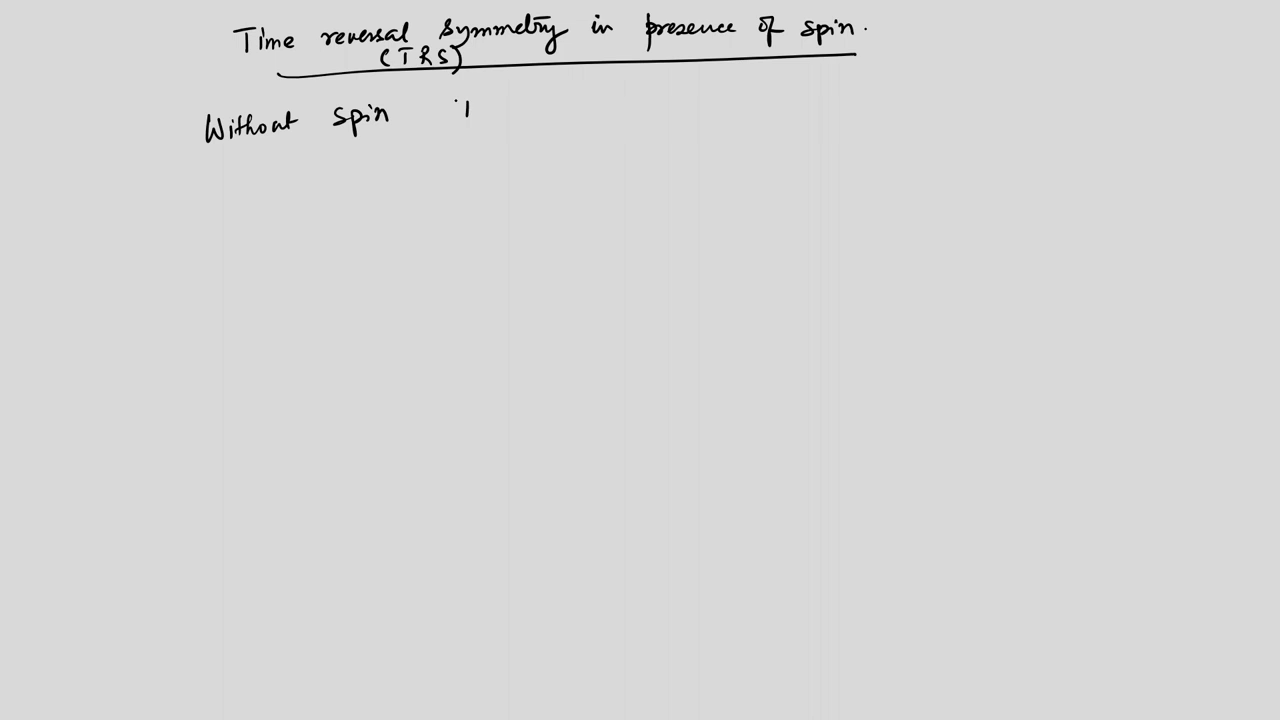 Time reversal symmetry in presence of spin.
(TRS)
Without spin